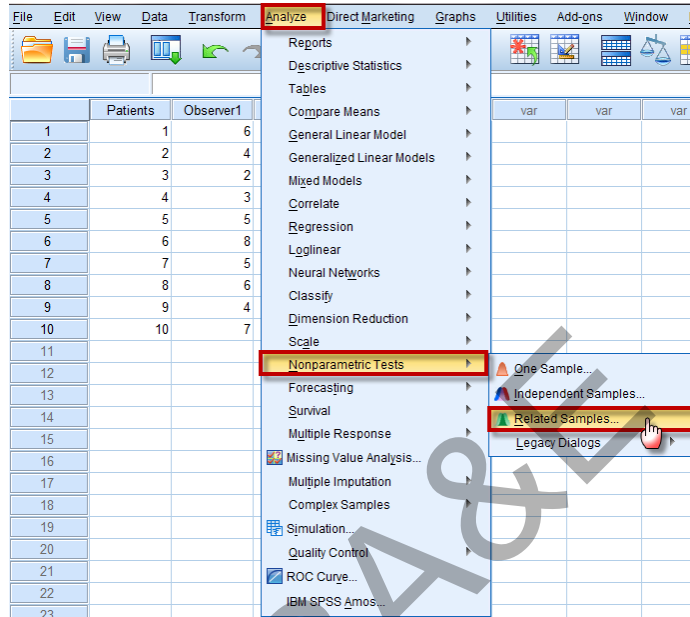 File Edit View Data Transform Analyze Direct Marketing Graphs Utilities Add-ons Window
Patients Observer1 var var var
1 1 6
2 2 4
3 3 2
4 4 3
5 5 5
6 6 8
7 7 5
8 8 6
9 9 4
10 10 7
11
12
13
14
15
16
17
18
19
20
21
22
23
Reports
Descriptive Statistics
Tables
Compare Means
General Linear Model
Generalized Linear Models
Mixed Models
Correlate
Regression
Loglinear
Neural Networks
Classify
Dimension Reduction
Scale
Nonparametric Tests
Forecasting
Survival
Multiple Response
Missing Value Analysis...
Multiple Imputation
Complex Samples
Simulation...
Quality Control
ROC Curve...
IBM SPSS Amos...
One Sample...
Independent Samples...
Related Samples...
Legacy Dialogs
A&E